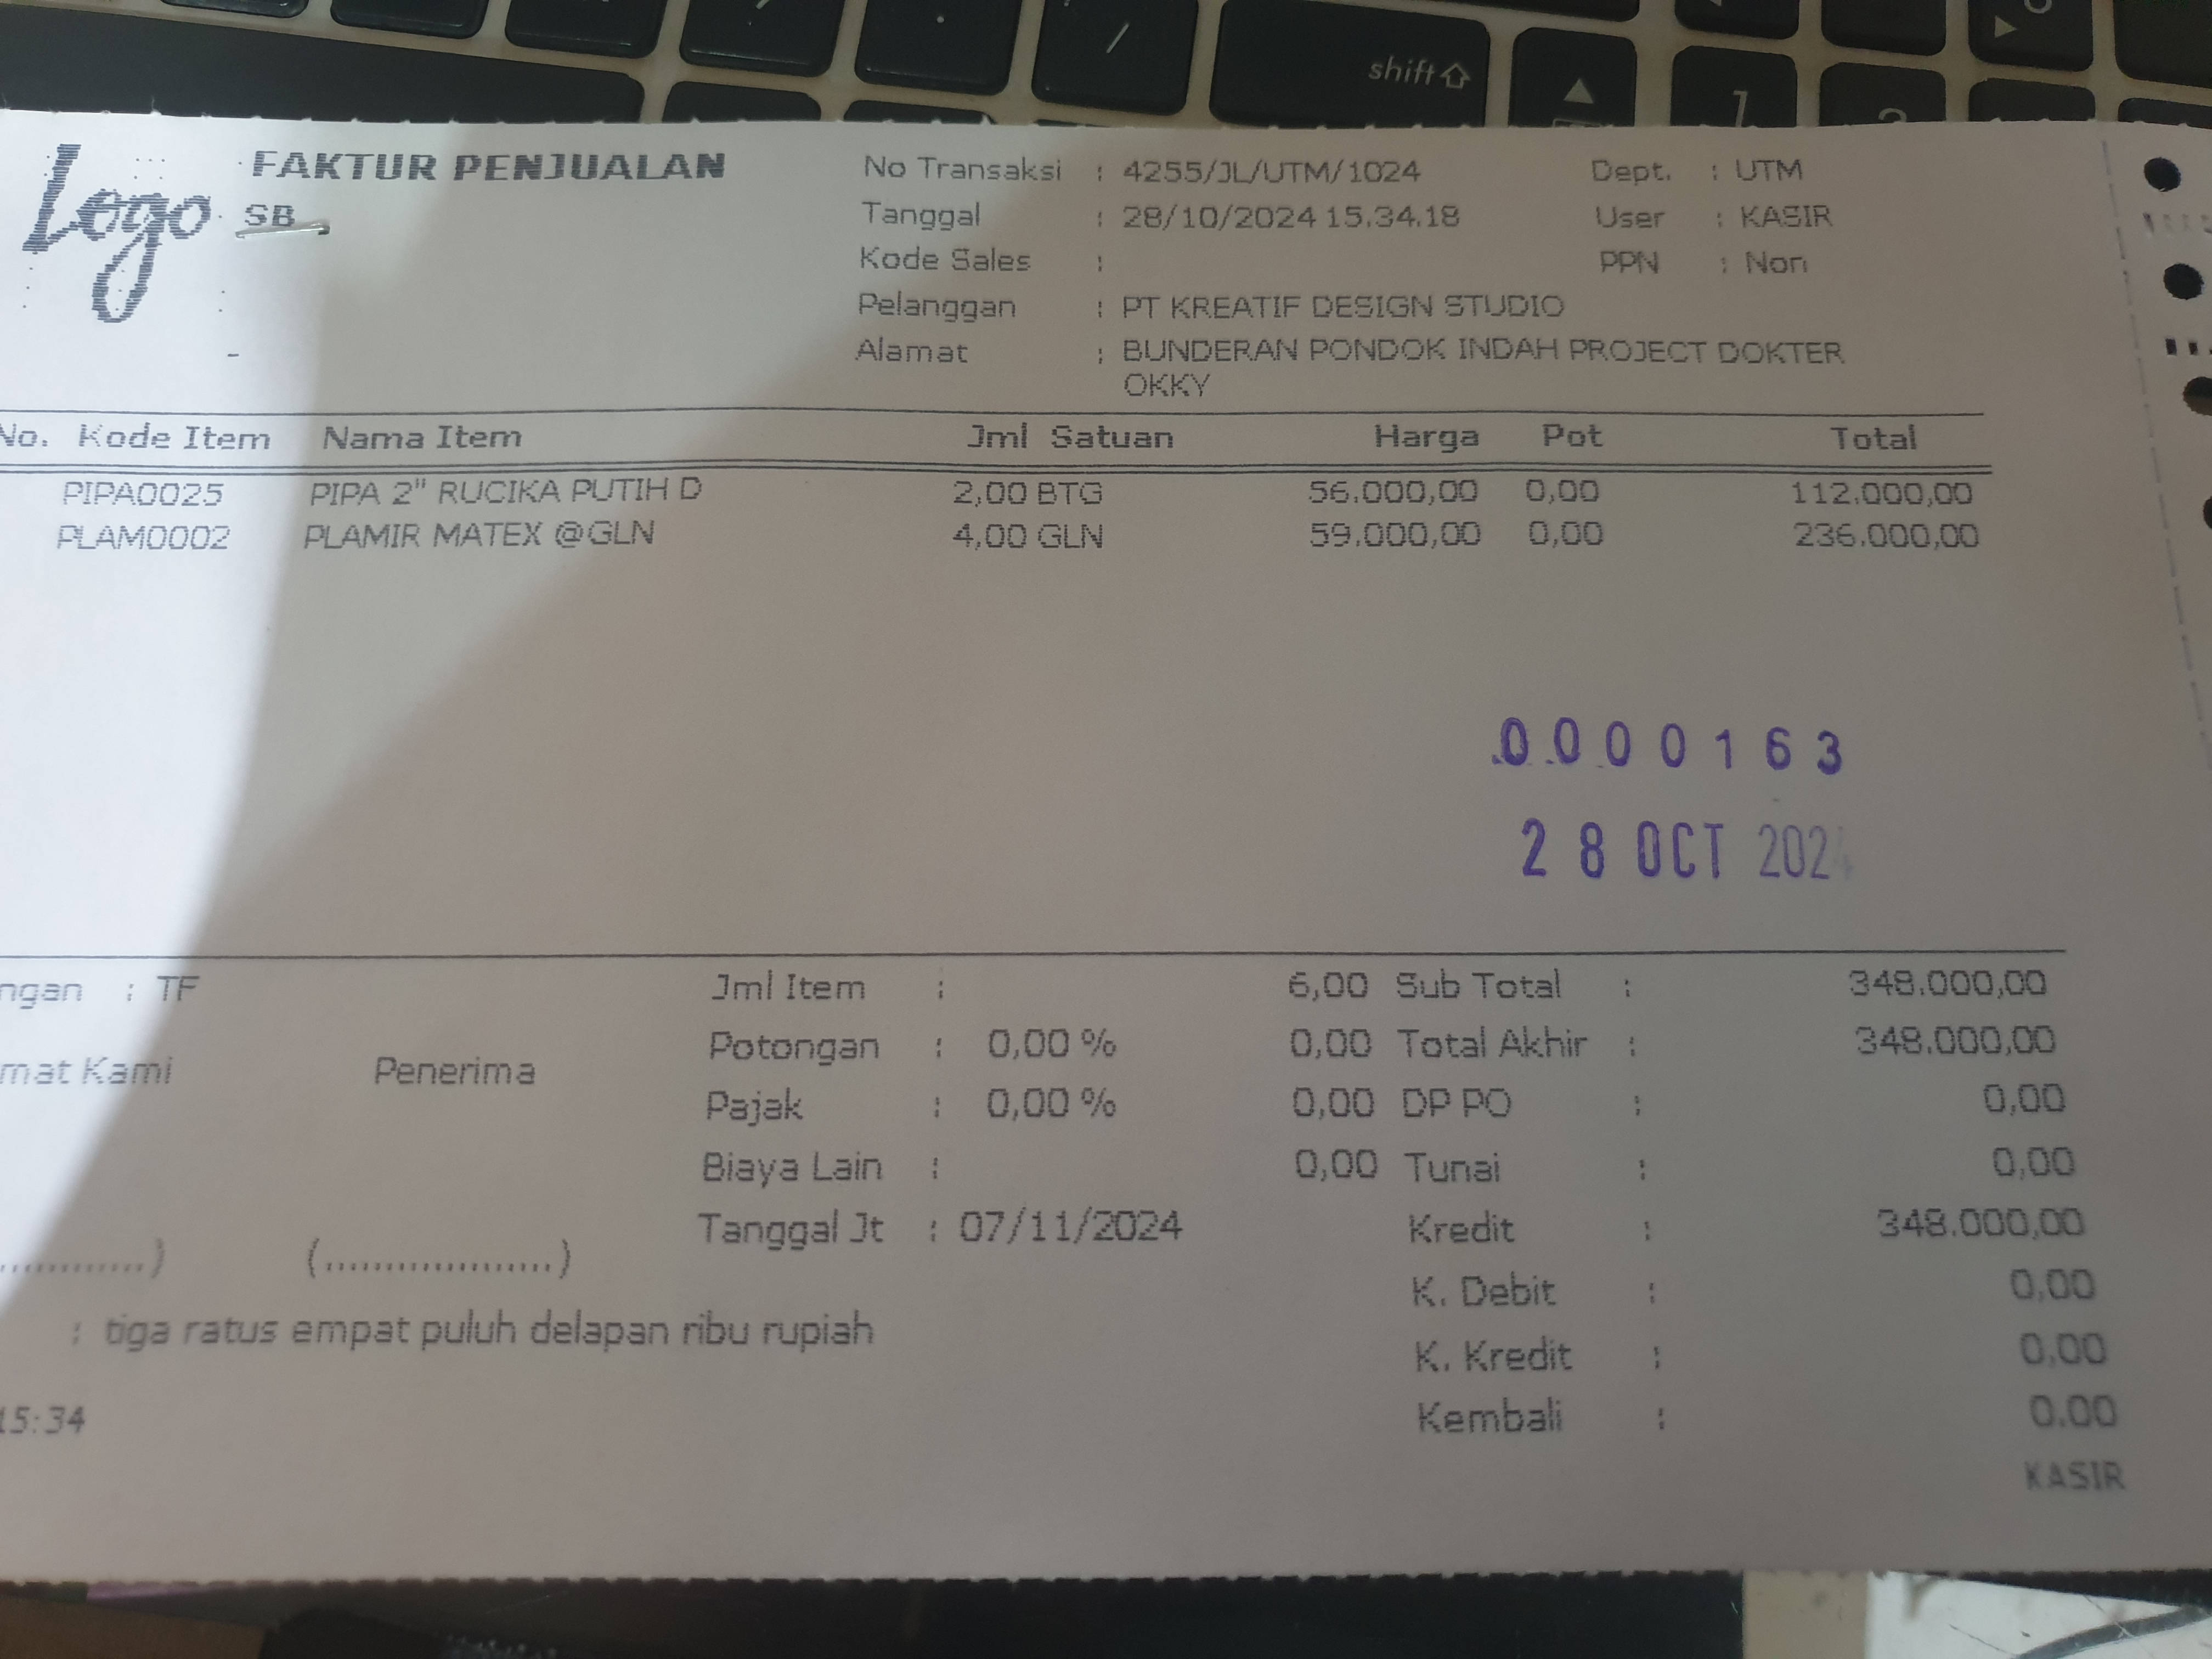 Logo
FAKTUR PENJUALAN
SB
No Transaksi : 4255/JL/UTM/1024
Tanggal : 28/10/2024 15.34.18
Kode Sales :
Pelanggan : PT KREATIF DESIGN STUDIO
Alamat : BUNDERAN PONDOK INDAH PROJECT DOKTER
OKKY
Dept. : UTM
User : KASIR
PPN : Non
No. Kode Item Nama Item Jml Satuan Harga Pot Total
PIPA0025 PIPA 2" RUCIKA PUTIH D 2,00 BTG 56.000,00 0,00 112.000,00
PLAM0002 PLAMIR MATEX @GLN 4,00 GLN 59.000,00 0,00 236.000,00
0000163
28 OCT 2024
ngan : TF
mat Kami Penerima
............) (...................)
Jml Item : 6,00
Potongan : 0,00 % 0,00
Pajak : 0,00 % 0,00
Biaya Lain : 0,00
Tanggal Jt : 07/11/2024
Sub Total : 348.000,00
Total Akhir : 348.000,00
DP PO : 0,00
Tunai : 0,00
Kredit : 348.000,00
K. Debit : 0,00
K. Kredit : 0,00
Kembali : 0.00
: tiga ratus empat puluh delapan ribu rupiah
15:34
KASIR
shift
/
1